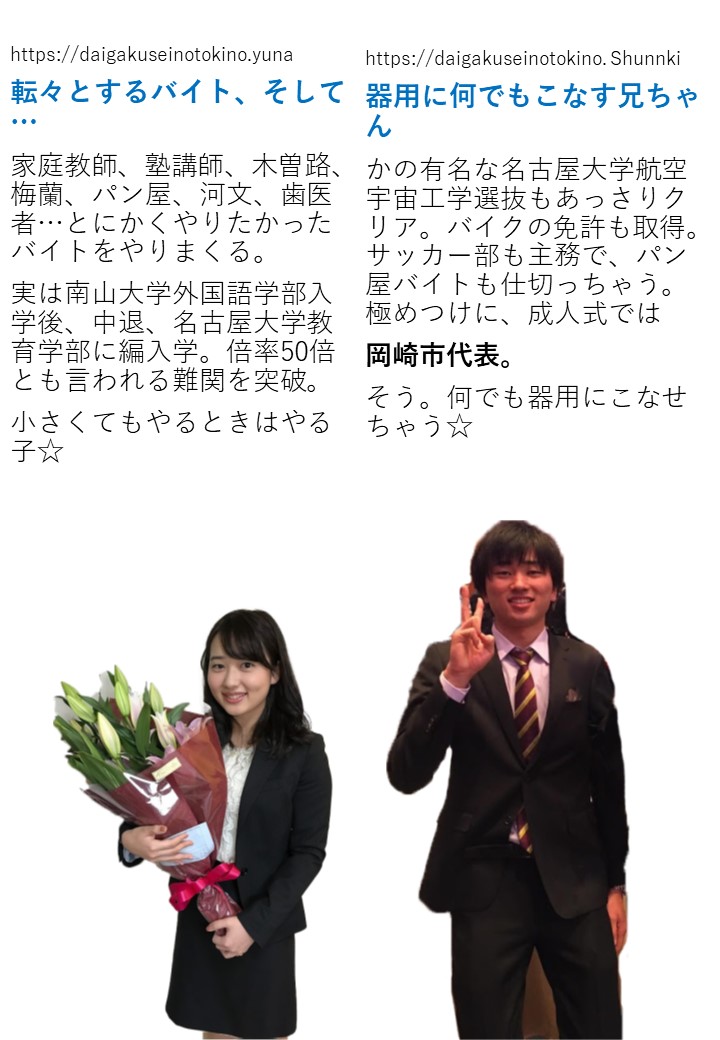 https://daigakuseinotokino.yuna
転々とするバイト、そして
…
家庭教師、塾講師、木曽路、
梅蘭、パン屋、河文、歯医
者…とにかくやりたかった
バイトをやりまくる。
実は南山大学外国語学部入
学後、中退、名古屋大学教
育学部に編入学。倍率50倍
とも言われる難関を突破。
小さくてもやるときはやる
子☆
https://daigakuseinotokino. Shunnki
器用に何でもこなす兄ちゃ
ん
かの有名な名古屋大学航空
宇宙工学選抜もあっさりク
リア。バイクの免許も取得。
サッカー部も主務で、パン
屋バイトも仕切っちゃう。
極めつけに、成人式では
岡崎市代表。
そう。何でも器用にこなせ
ちゃう☆